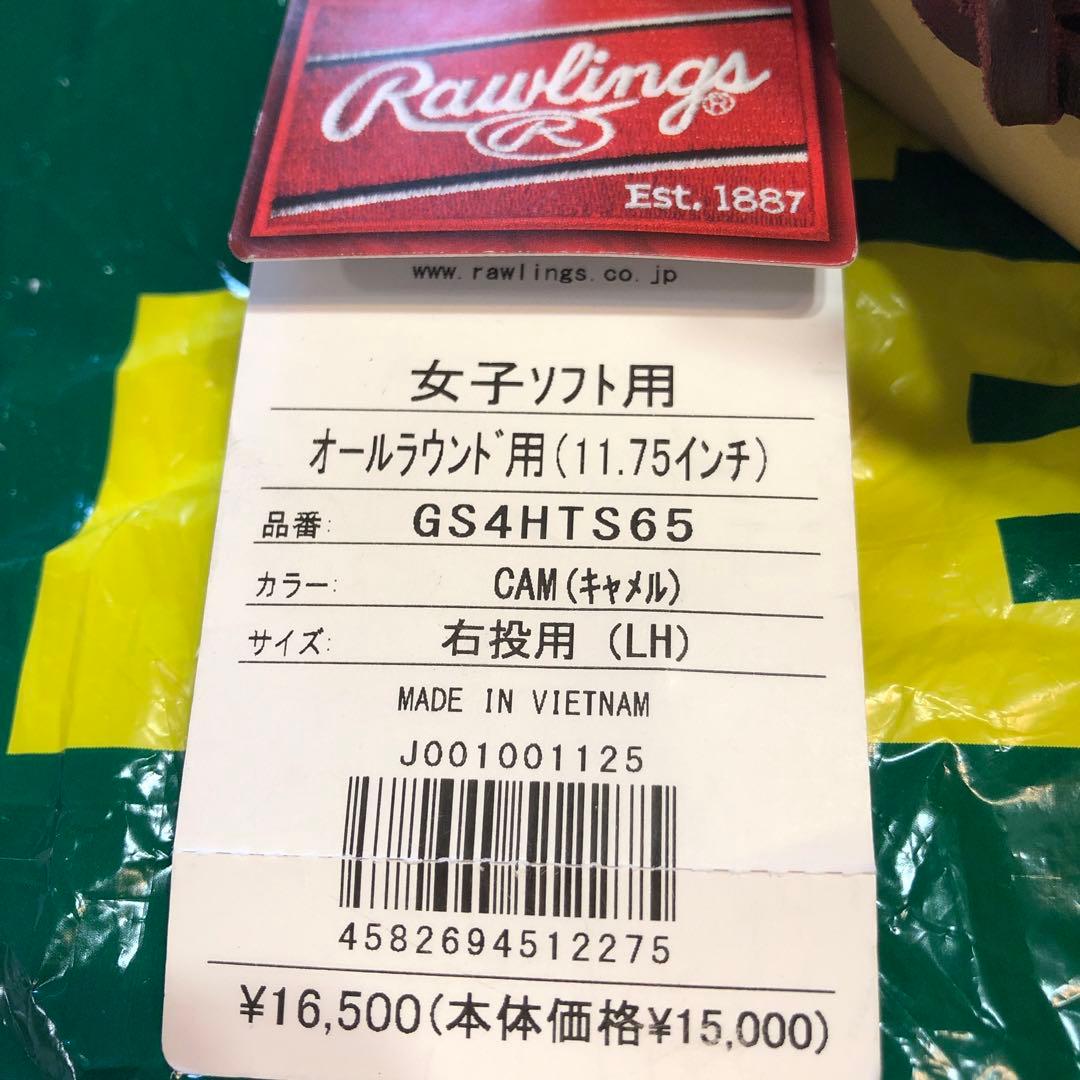 Rawlings®
R
Est. 1887
www.rawlings.co.jp
女子ソフト用
オールラウンド用(11.75インチ)
品番: GS4HTS65
カラー: CAM(キャメル)
サイズ: 右投用 (LH)
MADE IN VIETNAM
J001001125
4582694512275
¥16,500(本体価格¥15,000)